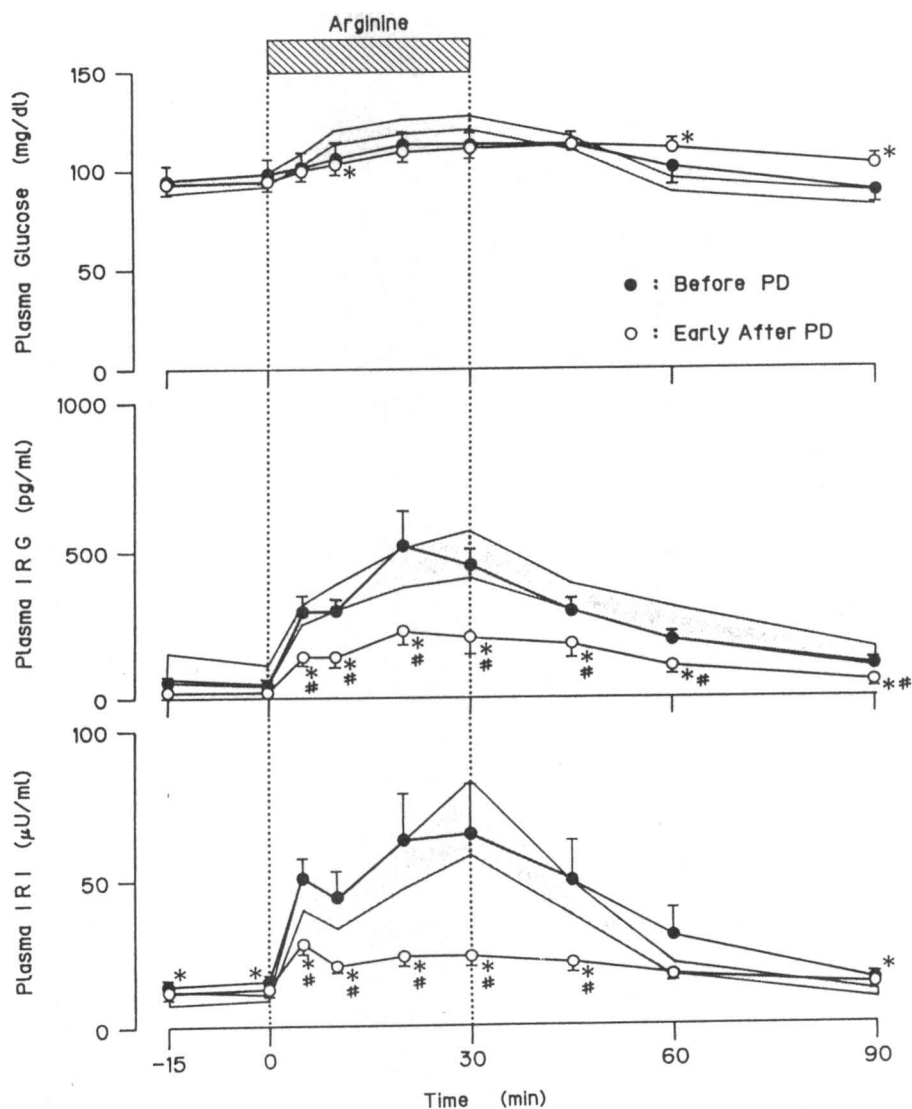 Arginine
Plasma Glucose (mg/dl)
150
100
50
0
*
*
*
● : Before PD
○ : Early After PD
Plasma IRG (pg/ml)
1000
500
0
* * * * * *# *#
# # # # #
Plasma IRI (μU/ml)
100
50
0
* * *
* * * * *
# # # # #
-15 0 30 60 90
Time (min)